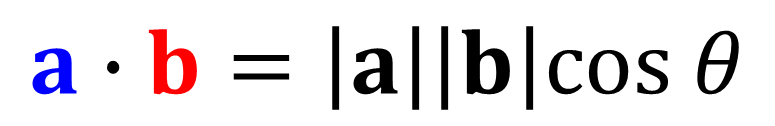 a · b = |a||b|cos θ